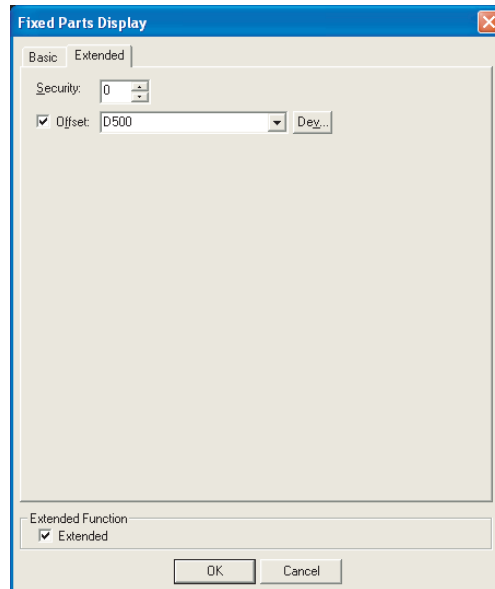 Fixed Parts Display
Basic Extended
Security: 0
Offset: D500 Dev...
Extended Function
Extended
OK Cancel